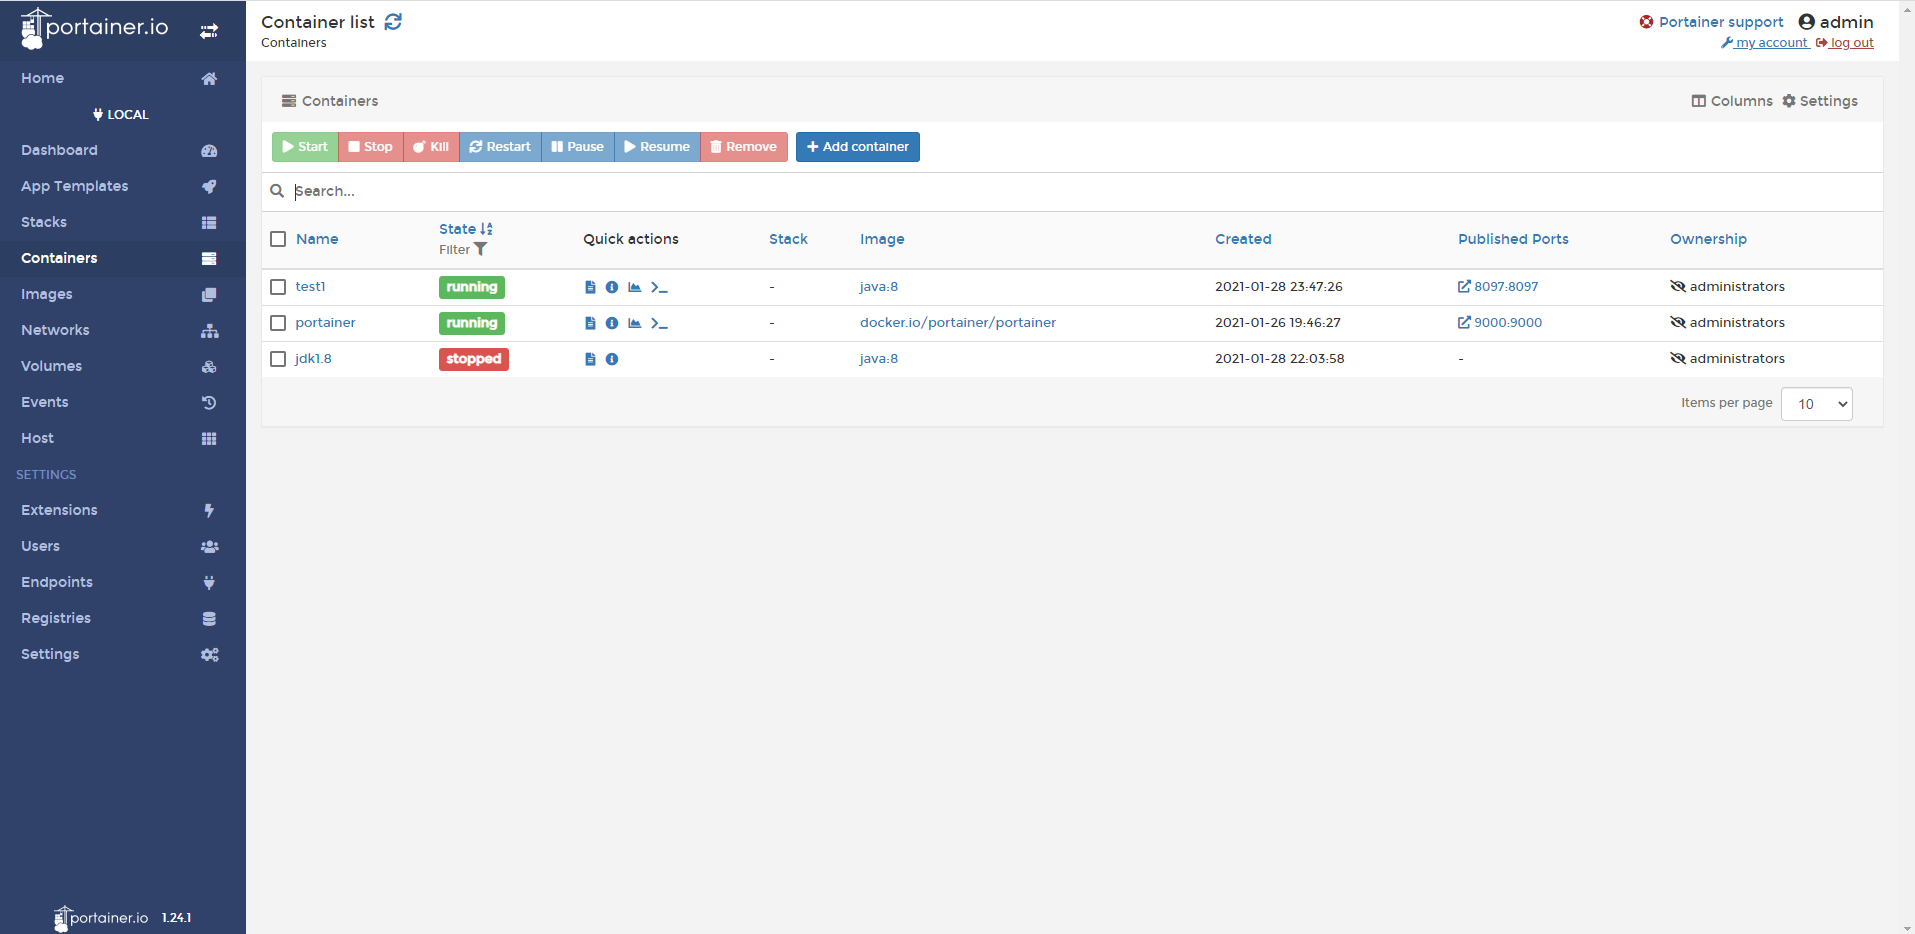 portainer.io
Home
LOCAL
Dashboard
App Templates
Stacks
Containers
Images
Networks
Volumes
Events
Host
SETTINGS
Extensions
Users
Endpoints
Registries
Settings
portainer.io 1.24.1
Container list
Containers
Portainer support admin
my account log out
Containers
Columns Settings
Start Stop Kill Restart Pause Resume Remove Add container
Search...
Name State Filter Quick actions Stack Image Created Published Ports Ownership
test1 running - java:8 2021-01-28 23:47:26 8097:8097 administrators
portainer running - docker.io/portainer/portainer 2021-01-26 19:46:27 9000:9000 administrators
jdk1.8 stopped - java:8 2021-01-28 22:03:58 - administrators
Items per page 10